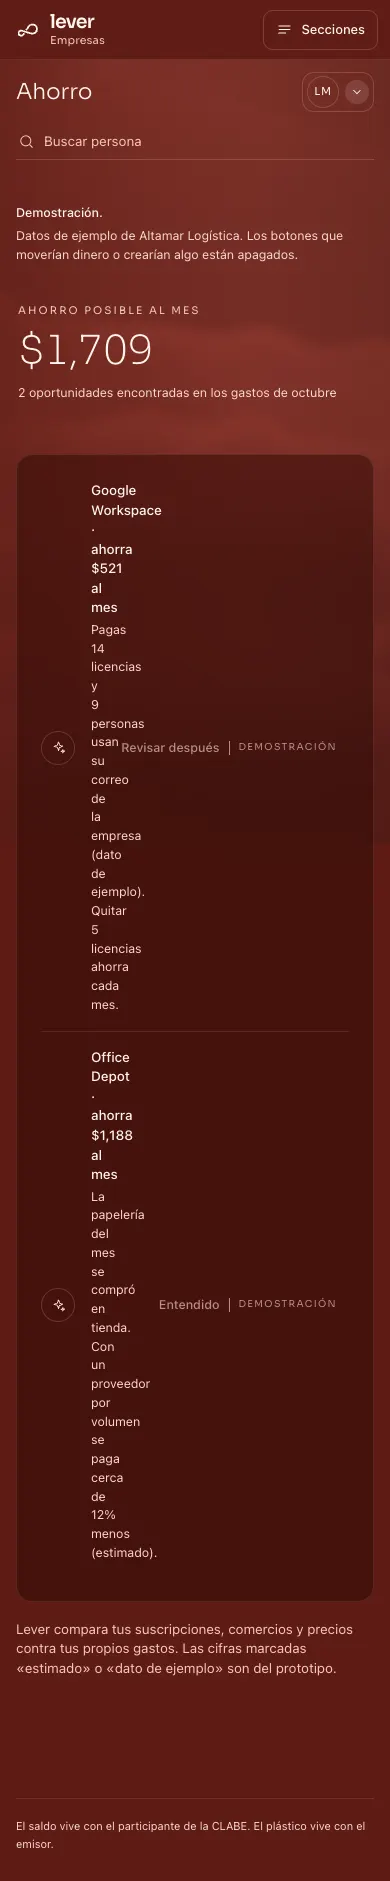 lever
Empresas
Secciones
Ahorro
LM
Buscar persona
Demostración.
Datos de ejemplo de Altamar Logística. Los botones que
moverían dinero o crearían algo están apagados.
AHORRO POSIBLE AL MES
$1,709
2 oportunidades encontradas en los gastos de octubre
Google
Workspace
·
ahorra
$521
al
mes
Pagas
14
licencias
y
9
personas
usan
su
correo
de
la
empresa
(dato
de
ejemplo).
Quitar
5
licencias
ahorra
cada
mes.
Revisar después
DEMOSTRACIÓN
Office
Depot
·
ahorra
$1,188
al
mes
La
papelería
del
mes
se
compró
en
tienda.
Con
un
proveedor
por
volumen
se
paga
cerca
de
12%
menos
(estimado).
Entendido
DEMOSTRACIÓN
Lever compara tus suscripciones, comercios y precios
contra tus propios gastos. Las cifras marcadas
«estimado» o «dato de ejemplo» son del prototipo.
El saldo vive con el participante de la CLABE. El plástico vive con el
emisor.